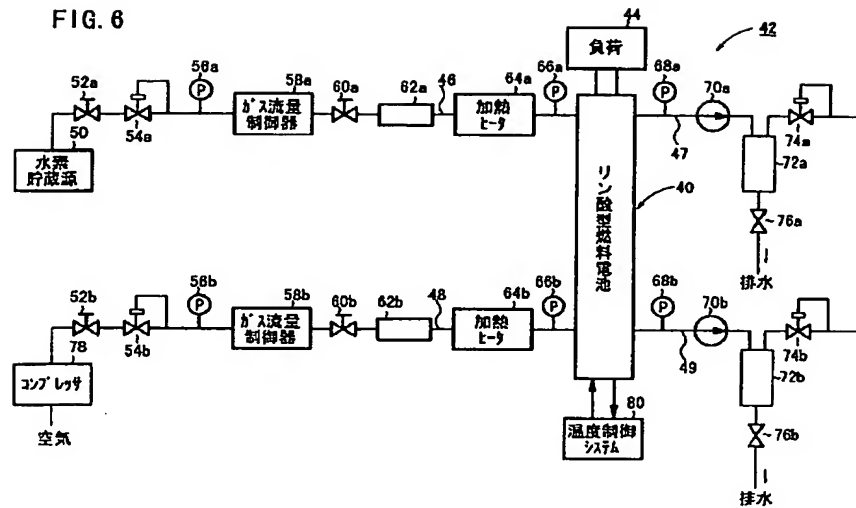 FIG. 6
44
負荷
42
56a
58a
60a
62a
46
64a
66a
68a
70a
52a
P
ガス流量
制御器
加熱
ヒータ
P
P
50
54a
水素
貯蔵源
47
74a
72a
リン酸型燃料電池
40
76a
排水
56b
58b
60b
62b
48
64b
66b
68b
70b
52b
P
ガス流量
制御器
加熱
ヒータ
P
P
78
54b
コンプレッサ
49
74b
72b
空気
80
温度制御
システム
76b
排水